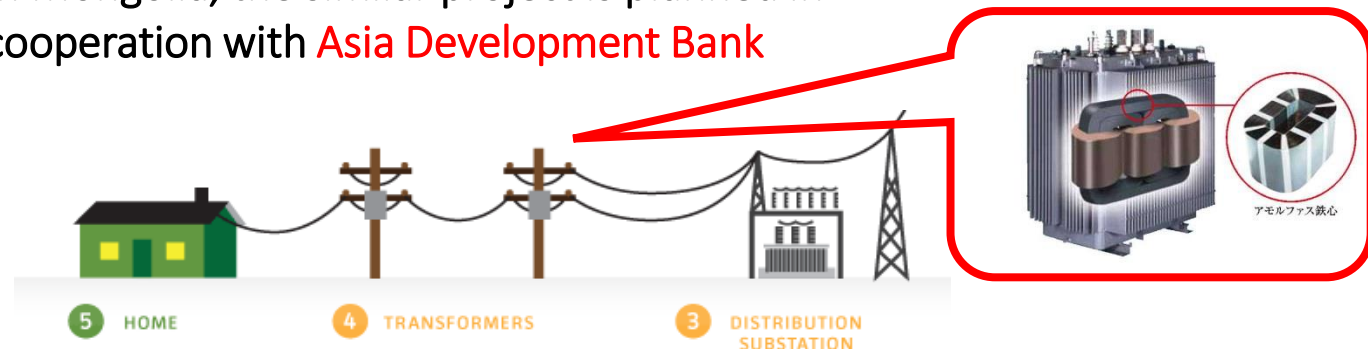 cooperation with Asia Development Bank
アモルファス鉄心
5 HOME
4 TRANSFORMERS
3 DISTRIBUTION
SUBSTATION